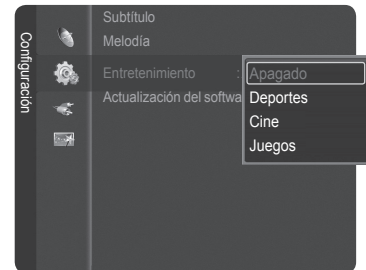 Configuración
Subtítulo
Melodía
Entretenimiento : Apagado
Actualización del softwa
Deportes
Cine
Juegos